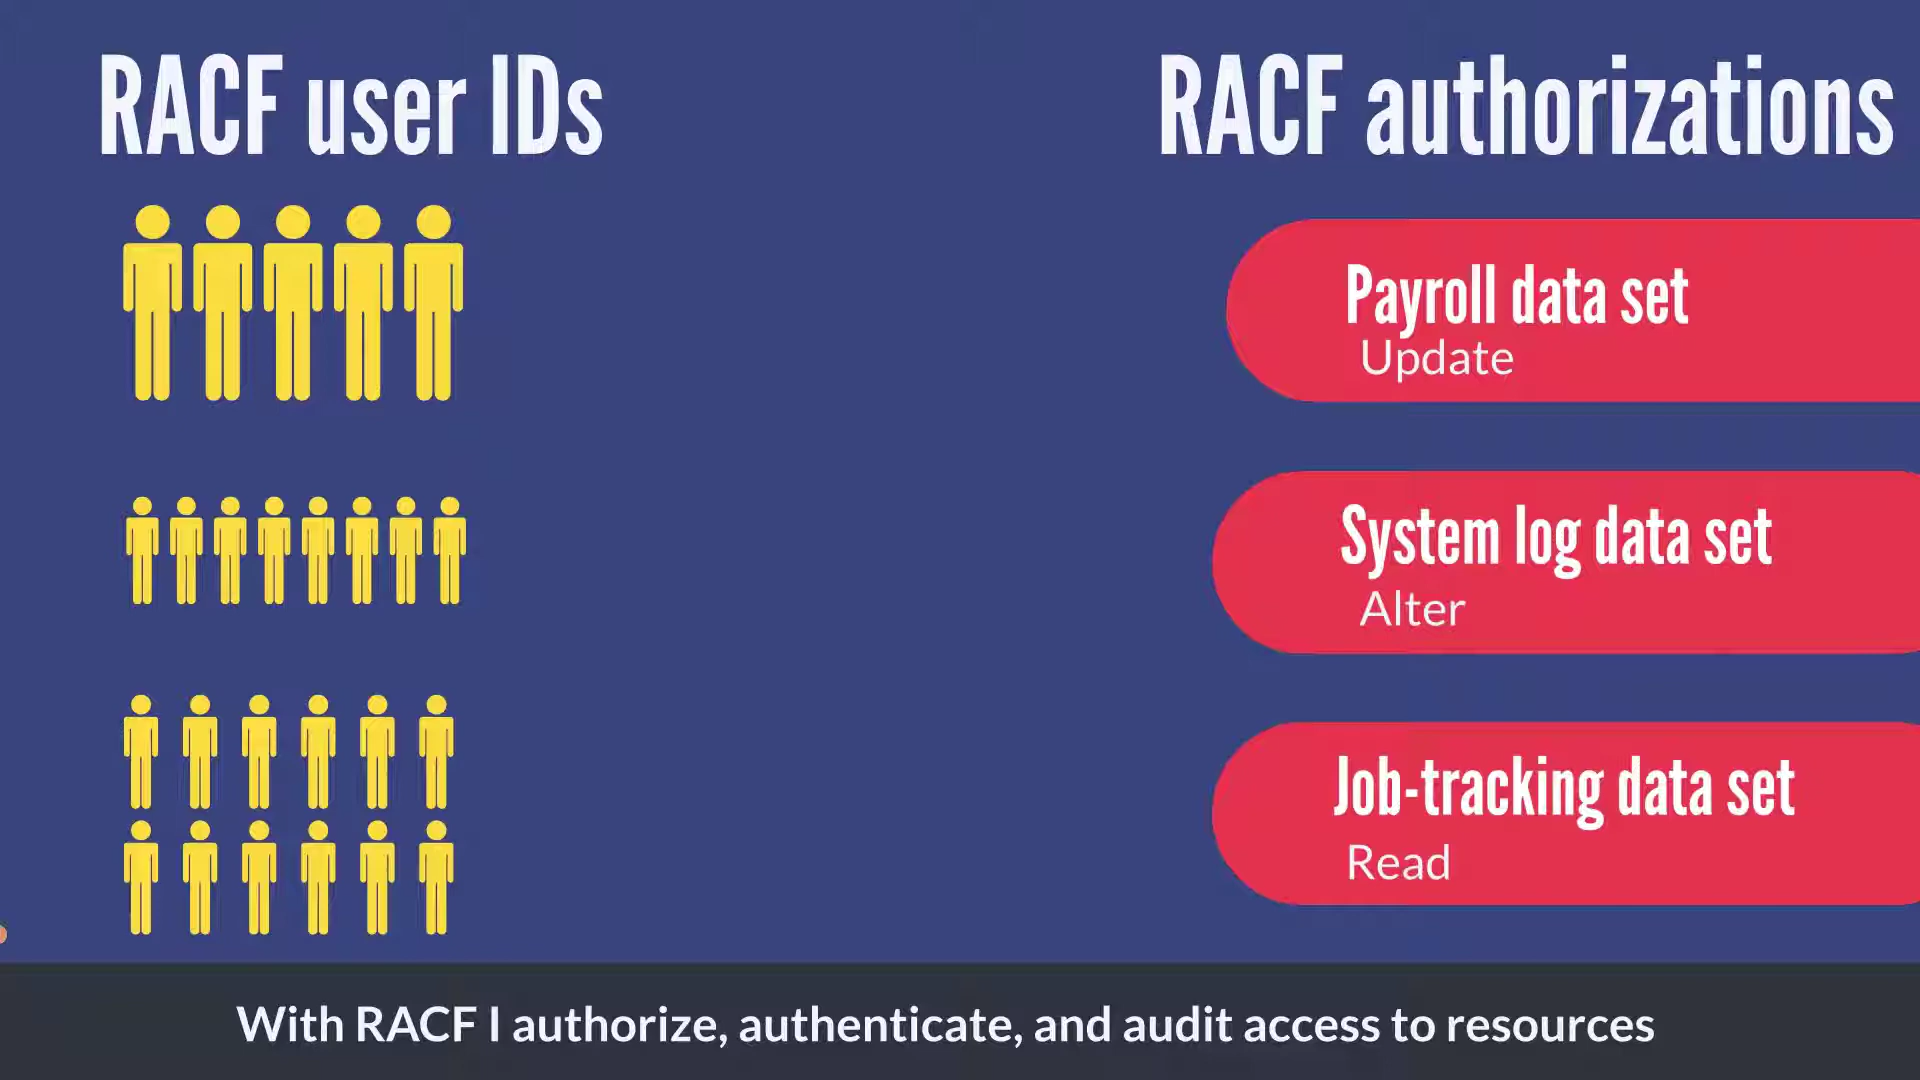 RACF user IDs
RACF authorizations
Payroll data set
Update
System log data set
Alter
Job-tracking data set
Read
With RACF I authorize, authenticate, and audit access to resources